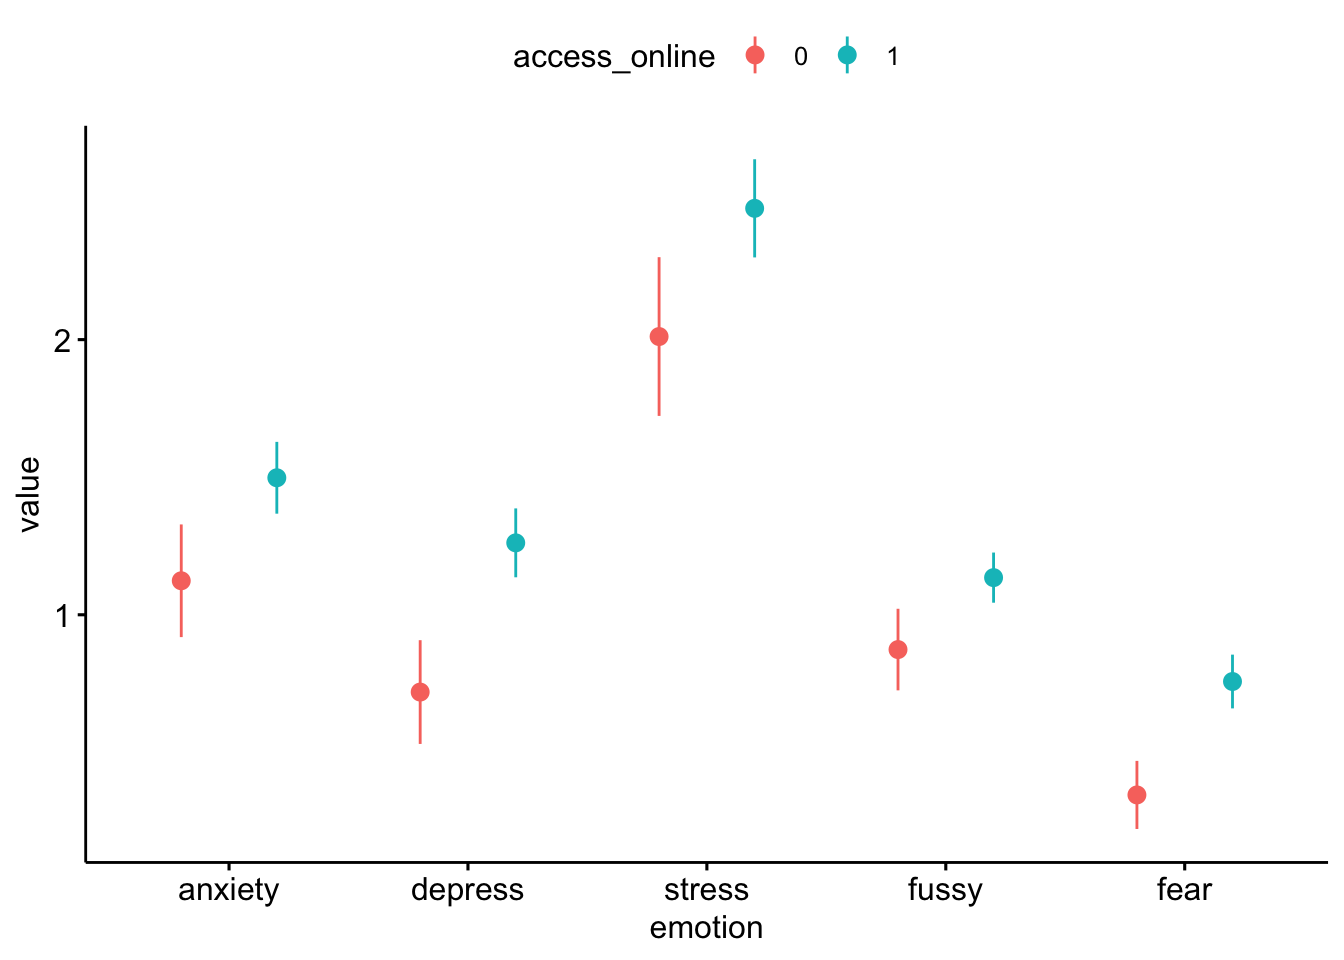 access_online 0 1
2
1
value
anxiety depress stress fussy fear
emotion